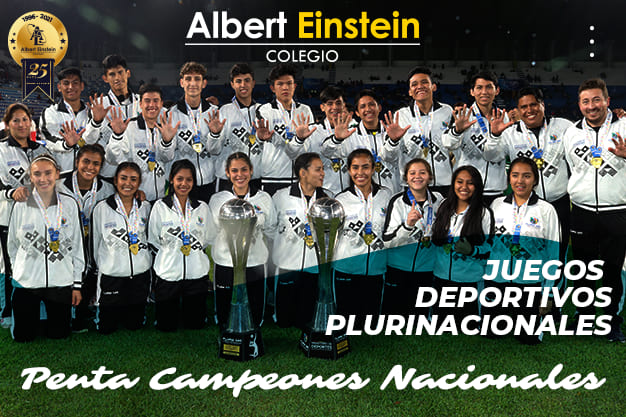 1996 - 2021
Albert Einstein
25
Albert Einstein
COLEGIO
JUEGOS
DEPORTIVOS
PLURINACIONALES
Penta Campeones Nacionales